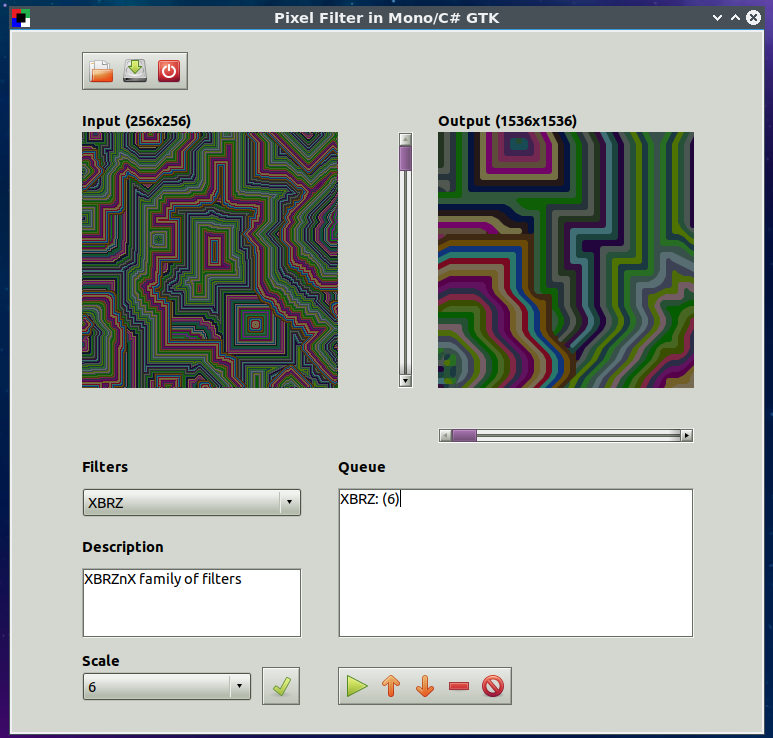 Pixel Filter in Mono/C# GTK
Input (256x256)
Output (1536x1536)
Filters
Queue
XBRZ
XBRZ: (6)
Description
XBRZnX family of filters
Scale
6